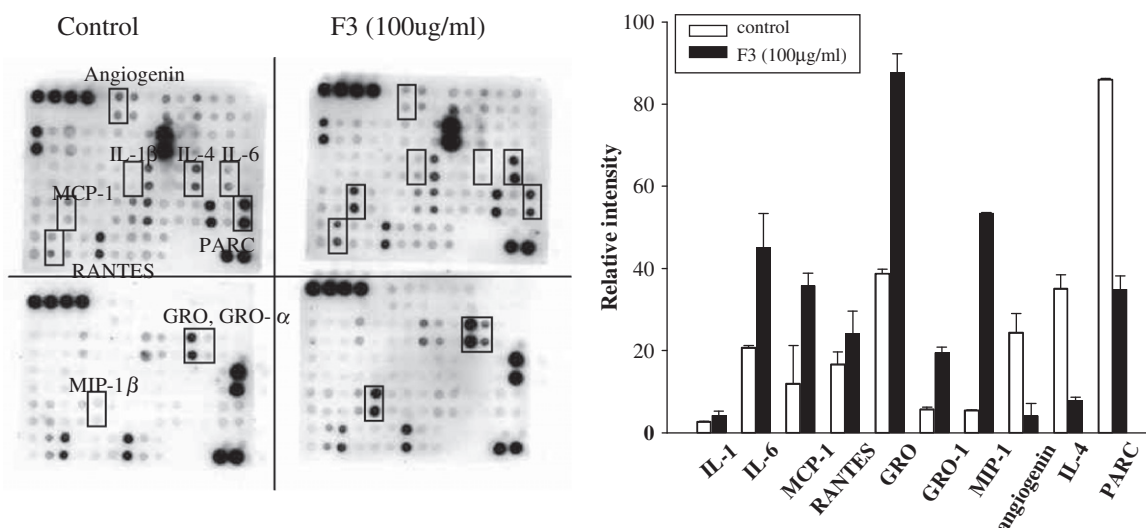 Control
F3 (100ug/ml)
Angiogenin
IL-1β
IL-4
IL-6
MCP-1
PARC
RANTES
GRO, GRO-α
MIP-1β
control
F3 (100μg/ml)
Relative intensity
100
80
60
40
20
0
IL-1
IL-6
MCP-1
RANTES
GRO
GRO-1
MIP-1
angiogenin
IL-4
PARC